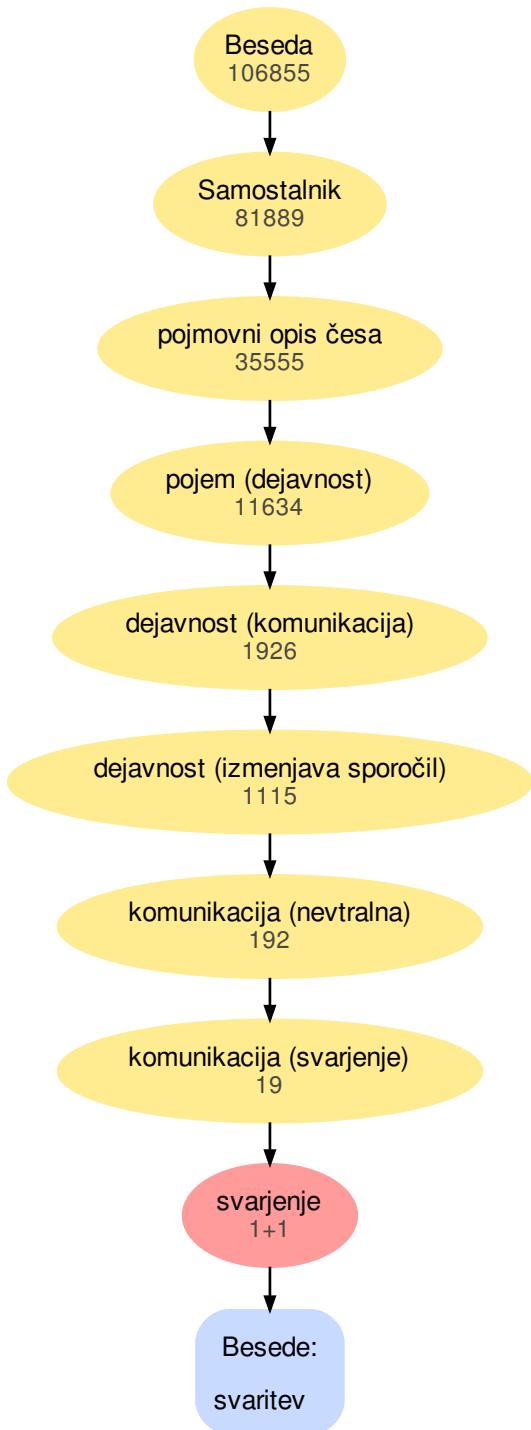 Beseda
106855
Samostalnik
81889
pojmovni opis česa
35555
pojem (dejavnost)
11634
dejavnost (komunikacija)
1926
dejavnost (izmenjava sporočil)
1115
komunikacija (nevtralna)
192
komunikacija (svarjenje)
19
svarjenje
1+1
Besede:
svaritev